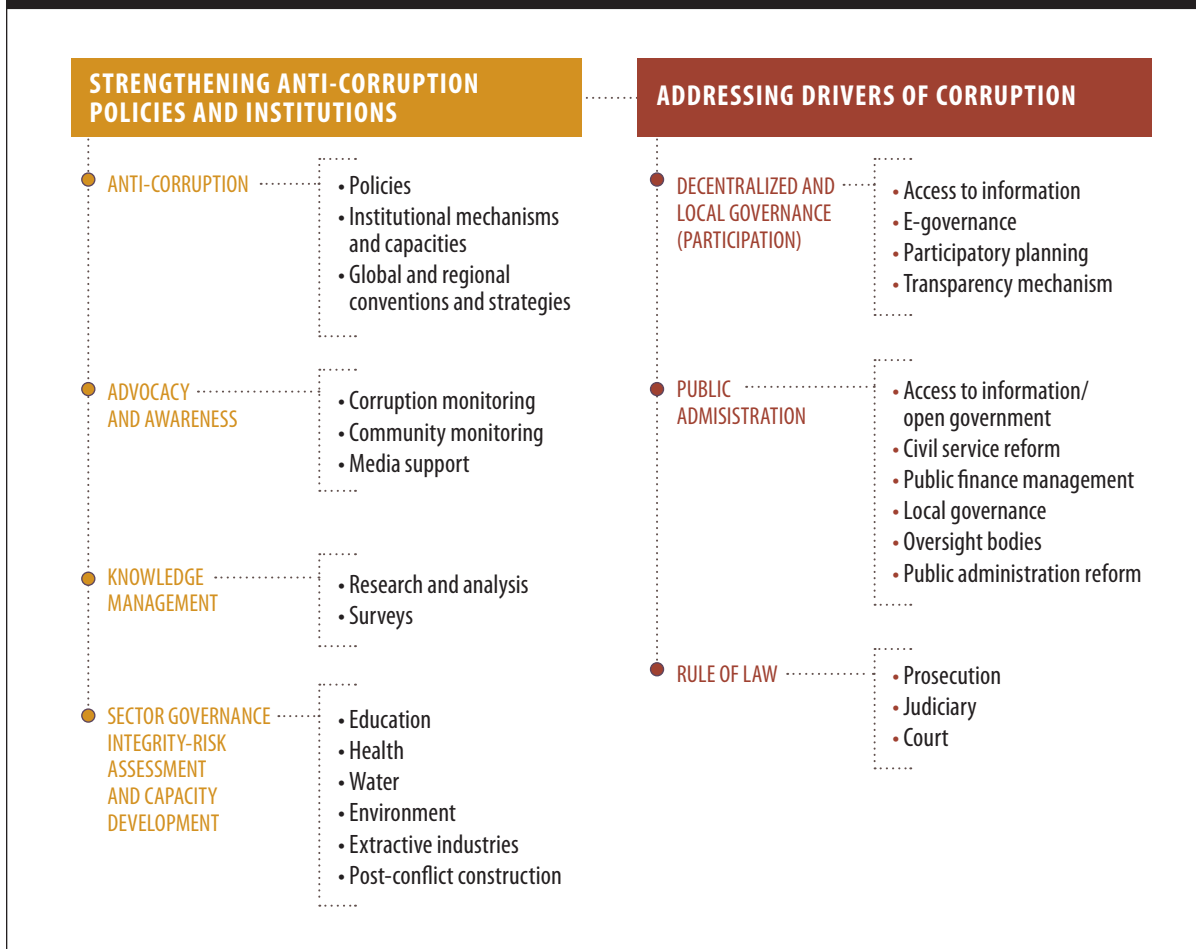 STRENGTHENING ANTI-CORRUPTION
POLICIES AND INSTITUTIONS
ANTI-CORRUPTION
• Policies
• Institutional mechanisms
and capacities
• Global and regional
conventions and strategies
ADVOCACY
AND AWARENESS
• Corruption monitoring
• Community monitoring
• Media support
KNOWLEDGE
MANAGEMENT
• Research and analysis
• Surveys
SECTOR GOVERNANCE
INTEGRITY-RISK
ASSESSMENT
AND CAPACITY
DEVELOPMENT
• Education
• Health
• Water
• Environment
• Extractive industries
• Post-conflict construction
ADDRESSING DRIVERS OF CORRUPTION
DECENTRALIZED AND
LOCAL GOVERNANCE
(PARTICIPATION)
• Access to information
• E-governance
• Participatory planning
• Transparency mechanism
PUBLIC
ADMISISTRATION
• Access to information/
open government
• Civil service reform
• Public finance management
• Local governance
• Oversight bodies
• Public administration reform
RULE OF LAW
• Prosecution
• Judiciary
• Court